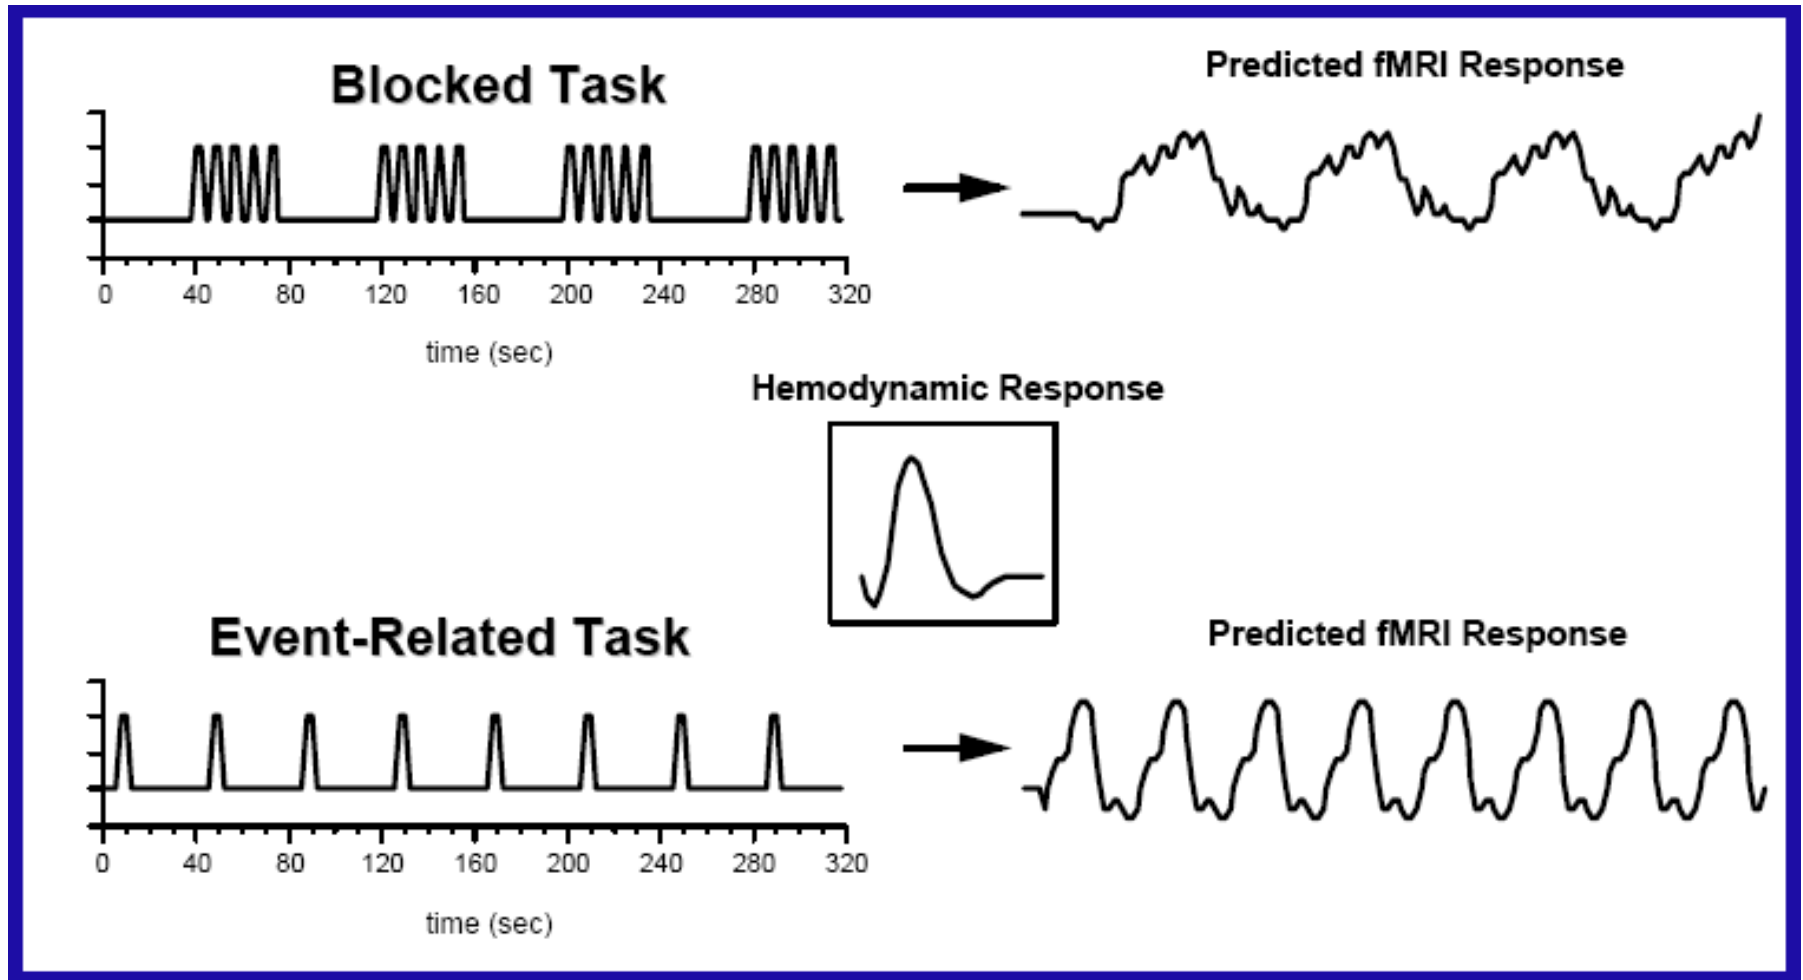 Blocked Task
Predicted fMRI Response
0 40 80 120 160 200 240 280 320
time (sec)
Hemodynamic Response
Event-Related Task
Predicted fMRI Response
0 40 80 120 160 200 240 280 320
time (sec)